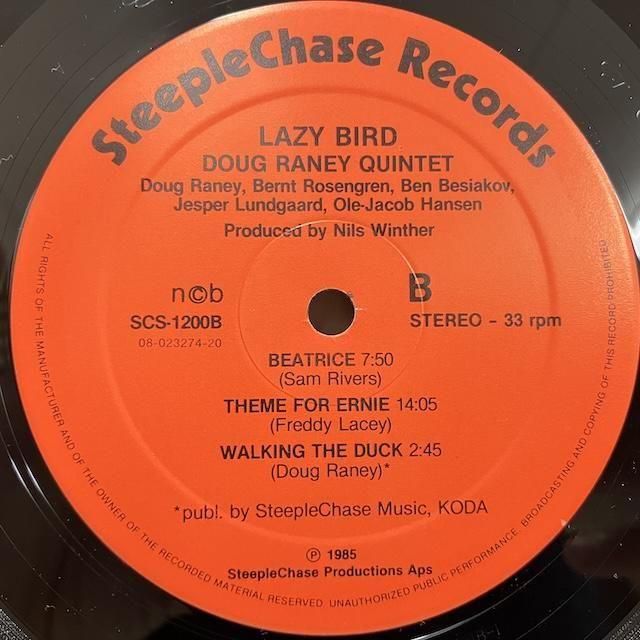 SteepleChase Records
LAZY BIRD
DOUG RANEY QUINTET
Doug Raney, Bernt Rosengren, Ben Besiakov,
Jesper Lundgaard, Ole-Jacob Hansen
Produced by Nils Winther
n©b
B
SCS-1200B
STEREO - 33 rpm
08-023274-20
BEATRICE 7:50
(Sam Rivers)
THEME FOR ERNIE 14:05
(Freddy Lacey)
WALKING THE DUCK 2:45
(Doug Raney)*
*publ. by SteepleChase Music, KODA
℗ 1985
SteepleChase Productions Aps
ALL RIGHTS OF THE MANUFACTURER AND OF THE OWNER OF THE RECORDED MATERIAL RESERVED. UNAUTHORIZED PUBLIC PERFORMANCE, BROADCASTING AND COPYING OF THIS RECORD PROHIBITED